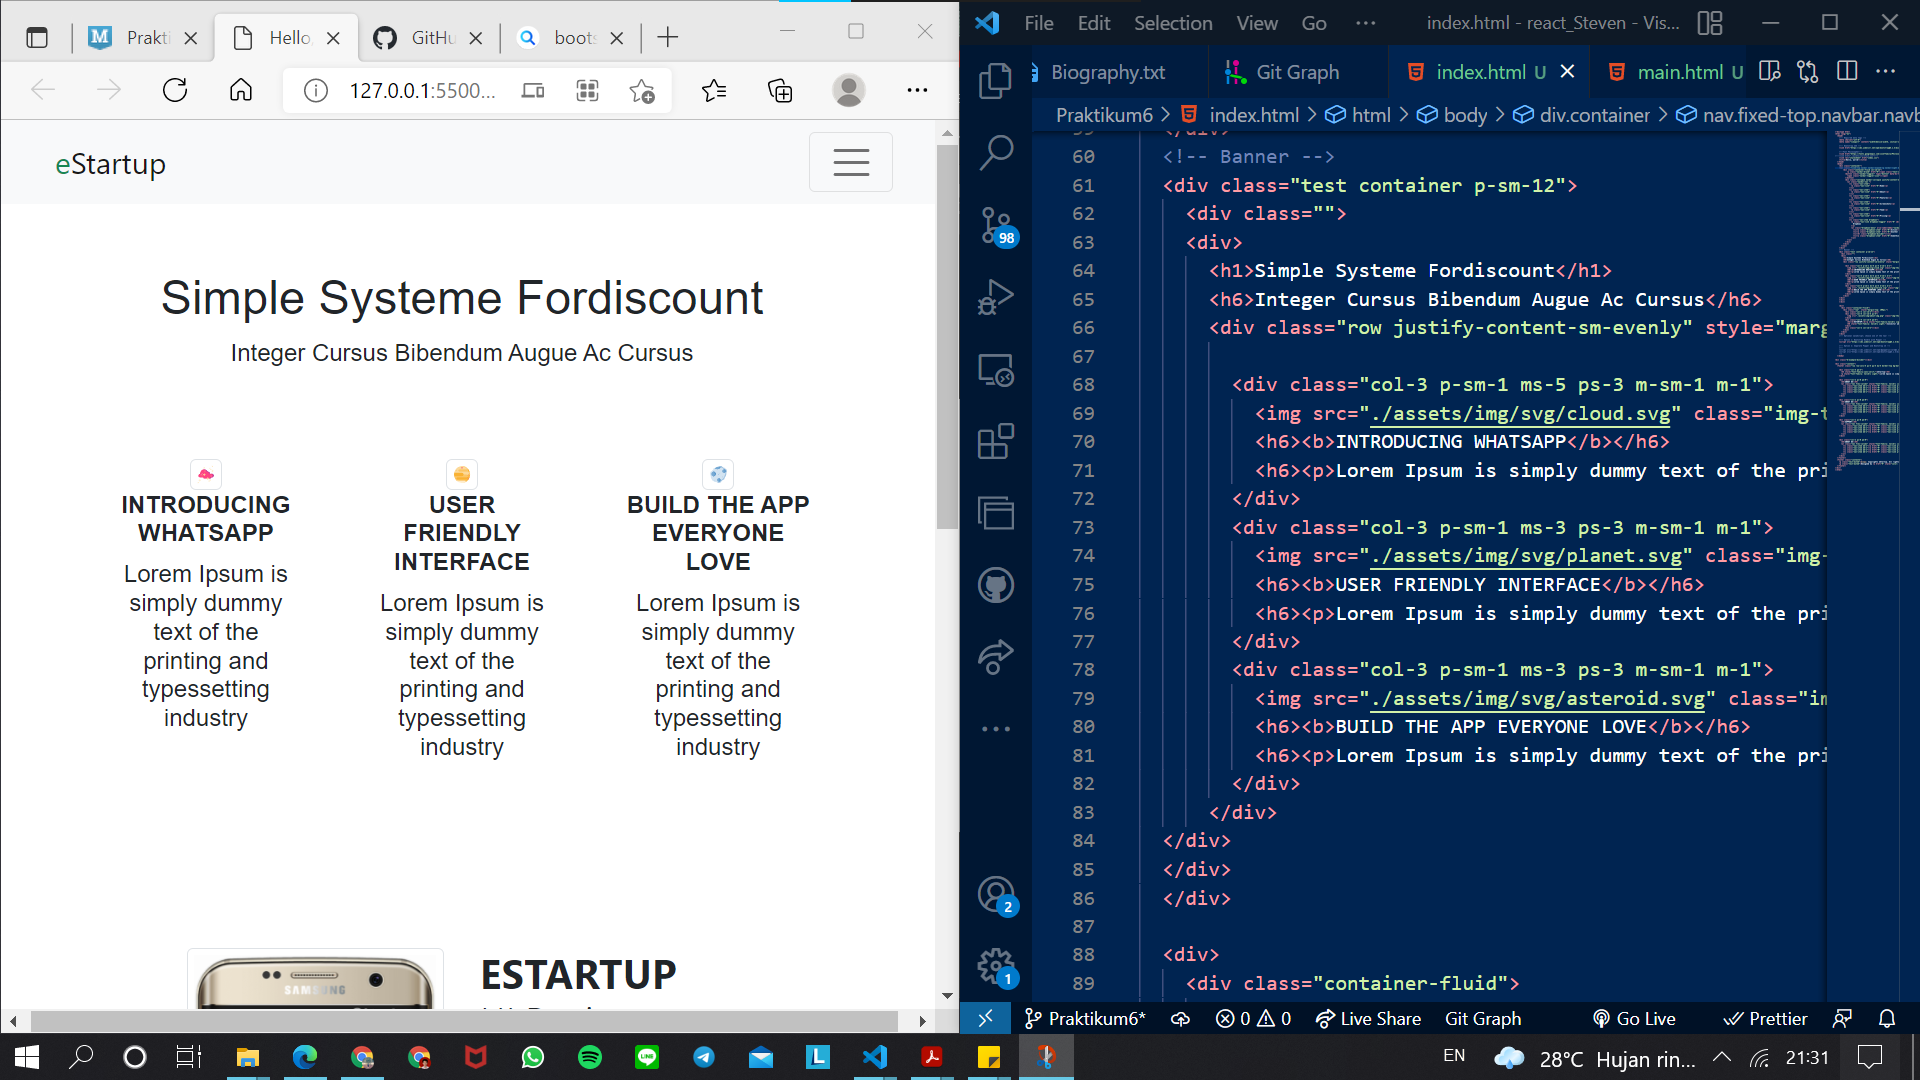 Prakti
Hello,
GitHu
boots
127.0.0.1:5500...
eStartup
Simple Systeme Fordiscount
Integer Cursus Bibendum Augue Ac Cursus
INTRODUCING
WHATSAPP
Lorem Ipsum is
simply dummy
text of the
printing and
typessetting
industry
USER
FRIENDLY
INTERFACE
Lorem Ipsum is
simply dummy
text of the
printing and
typessetting
industry
BUILD THE APP
EVERYONE
LOVE
Lorem Ipsum is
simply dummy
text of the
printing and
typessetting
industry
SAMSUNG
ESTARTUP
File Edit Selection View Go ··· index.html - react_Steven - Vis...
Biography.txt Git Graph index.html U main.html U
Praktikum6 > index.html > html > body > div.container > nav.fixed-top.navbar.navb
60 <!-- Banner -->
61 <div class="test container p-sm-12">
62 <div class="">
63 <div>
64 <h1>Simple Systeme Fordiscount</h1>
65 <h6>Integer Cursus Bibendum Augue Ac Cursus</h6>
66 <div class="row justify-content-sm-evenly" style="marg
67
68 <div class="col-3 p-sm-1 ms-5 ps-3 m-sm-1 m-1">
69 <img src="./assets/img/svg/cloud.svg" class="img-t
70 <h6><b>INTRODUCING WHATSAPP</b></h6>
71 <h6><p>Lorem Ipsum is simply dummy text of the pri
72 </div>
73 <div class="col-3 p-sm-1 ms-3 ps-3 m-sm-1 m-1">
74 <img src="./assets/img/svg/planet.svg" class="img-
75 <h6><b>USER FRIENDLY INTERFACE</b></h6>
76 <h6><p>Lorem Ipsum is simply dummy text of the pri
77 </div>
78 <div class="col-3 p-sm-1 ms-3 ps-3 m-sm-1 m-1">
79 <img src="./assets/img/svg/asteroid.svg" class="im
80 <h6><b>BUILD THE APP EVERYONE LOVE</b></h6>
81 <h6><p>Lorem Ipsum is simply dummy text of the pri
82 </div>
83 </div>
84 </div>
85 </div>
86 </div>
87
88 <div>
89 <div class="container-fluid">
98
2
1
Praktikum6* 0 0 Live Share Git Graph Go Live Prettier
EN 28°C Hujan rin... 21:31